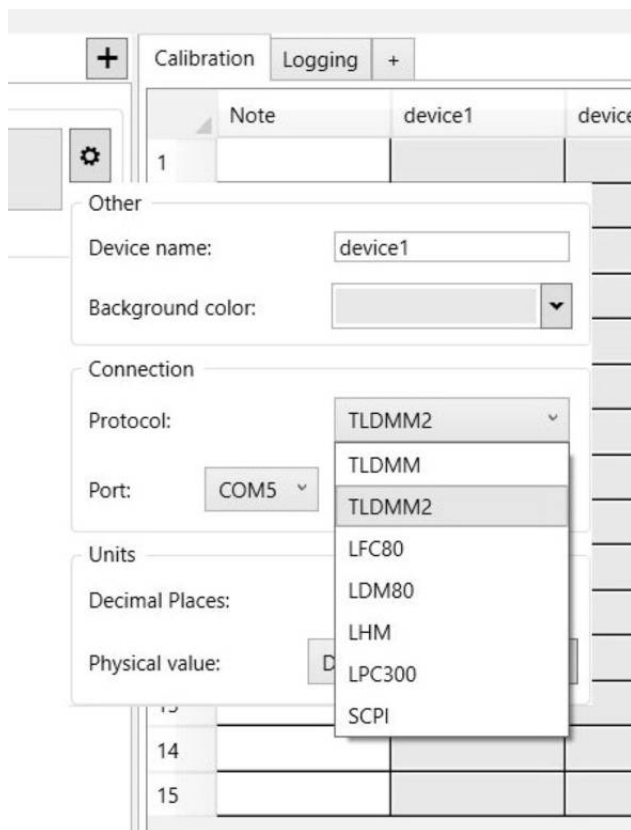 +
Calibration Logging +
Note device1
1
Other
Device name: device1
Background color:
Connection
Protocol: TLDMM2
TLDMM
Port: COM5
TLDMM2
LFC80
Units
LDM80
Decimal Places:
LHM
Physical value: D
LPC300
SCPI
14
15